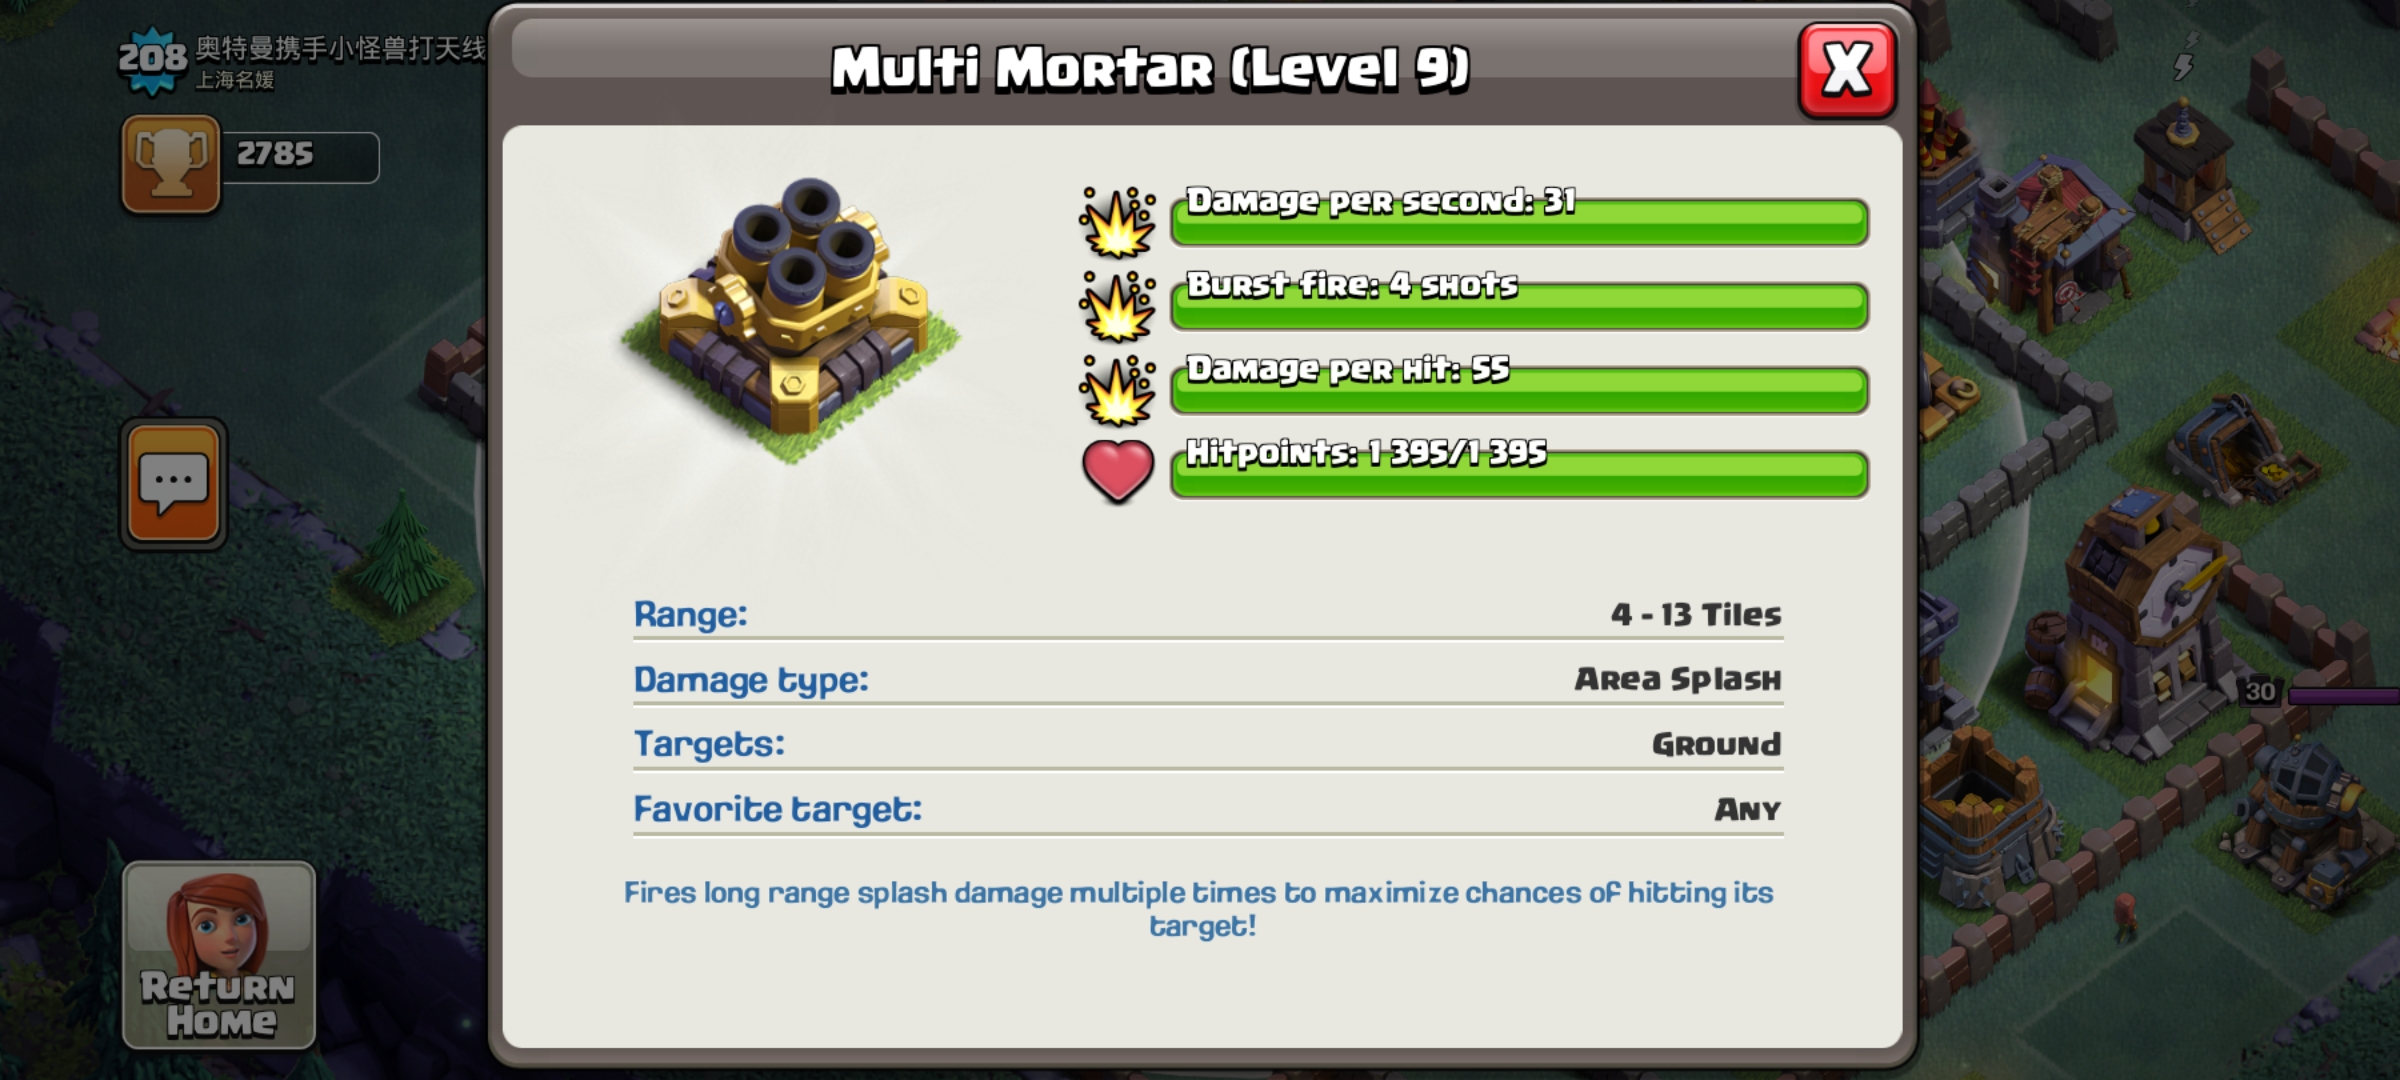 208 奥特曼携手小怪兽打天线
上海名媛
2785
Multi Mortar (Level 9)
X
Damage per second: 31
Burst fire: 4 shots
Damage per hit: 55
Hitpoints: 1 395/1 395
Range: 4 - 13 Tiles
Damage type: Area Splash
Targets: Ground
Favorite target: Any
Fires long range splash damage multiple times to maximize chances of hitting its
target!
30
Return
Home